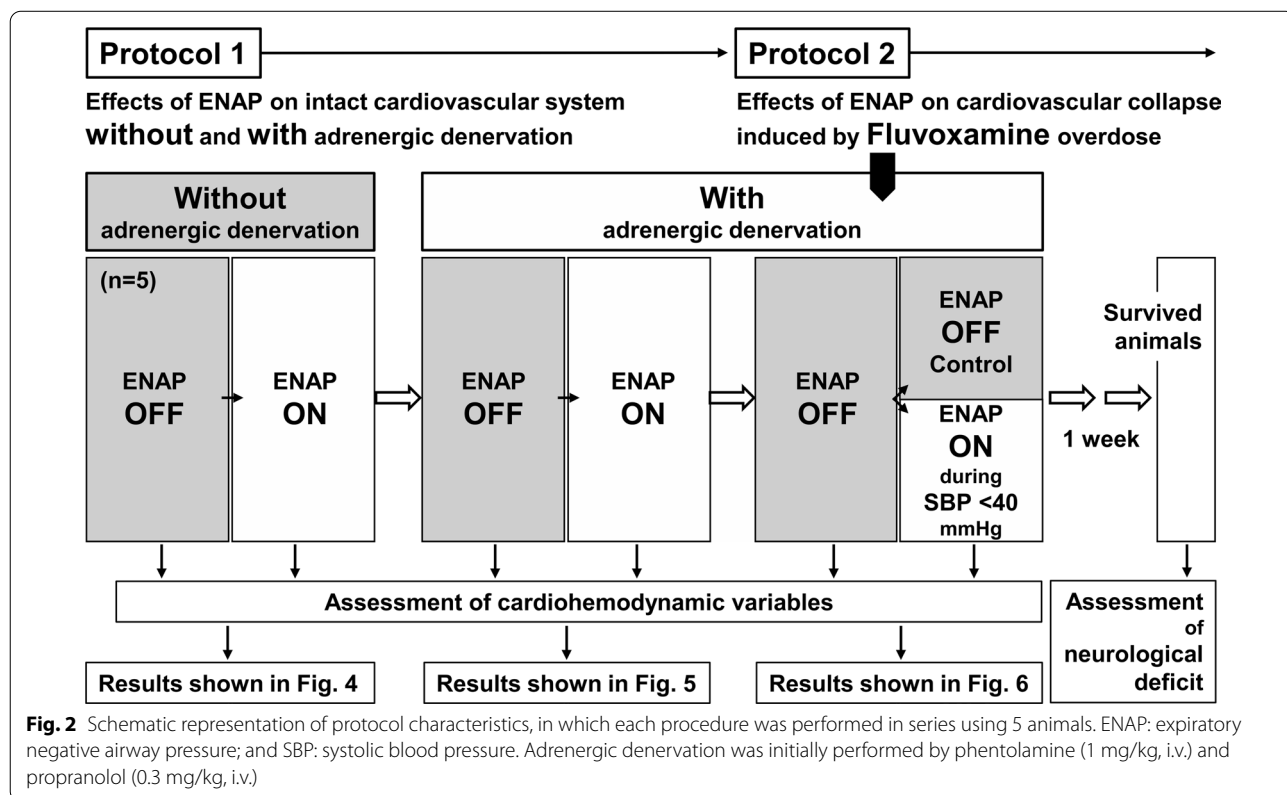 Protocol 1
Protocol 2
Effects of ENAP on intact cardiovascular system
without and with adrenergic denervation
Effects of ENAP on cardiovascular collapse
induced by Fluvoxamine overdose
Without
adrenergic denervation
With
adrenergic denervation
(n=5)
ENAP
OFF
ENAP
ON
ENAP
OFF
ENAP
ON
ENAP
OFF
ENAP
OFF
Control
ENAP
ON
during
SBP <40
mmHg
1 week
Survived
animals
Assessment of cardiohemodynamic variables
Assessment
of
neurological
deficit
Results shown in Fig. 4
Results shown in Fig. 5
Results shown in Fig. 6
Fig. 2 Schematic representation of protocol characteristics, in which each procedure was performed in series using 5 animals. ENAP: expiratory
negative airway pressure; and SBP: systolic blood pressure. Adrenergic denervation was initially performed by phentolamine (1 mg/kg, i.v.) and
propranolol (0.3 mg/kg, i.v.)